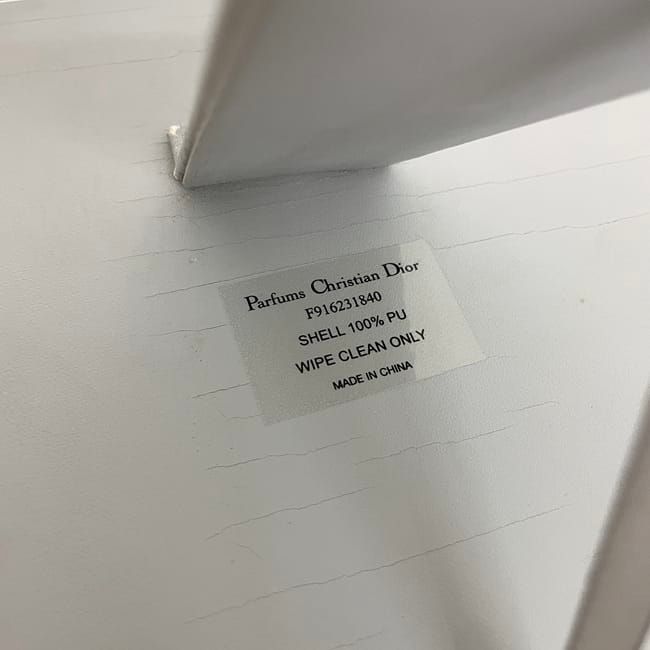 Parfums Christian Dior
F916231840
SHELL 100% PU
WIPE CLEAN ONLY
MADE IN CHINA